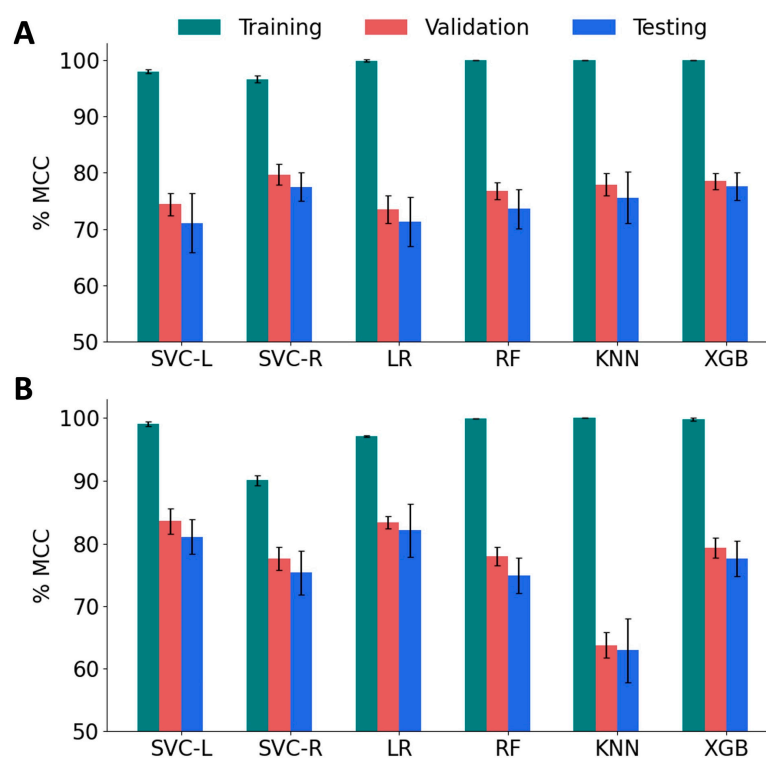 A
Training Validation Testing
100
90
80
70
60
50
% MCC
SVC-L SVC-R LR RF KNN XGB
B
100
90
80
70
60
50
% MCC
SVC-L SVC-R LR RF KNN XGB